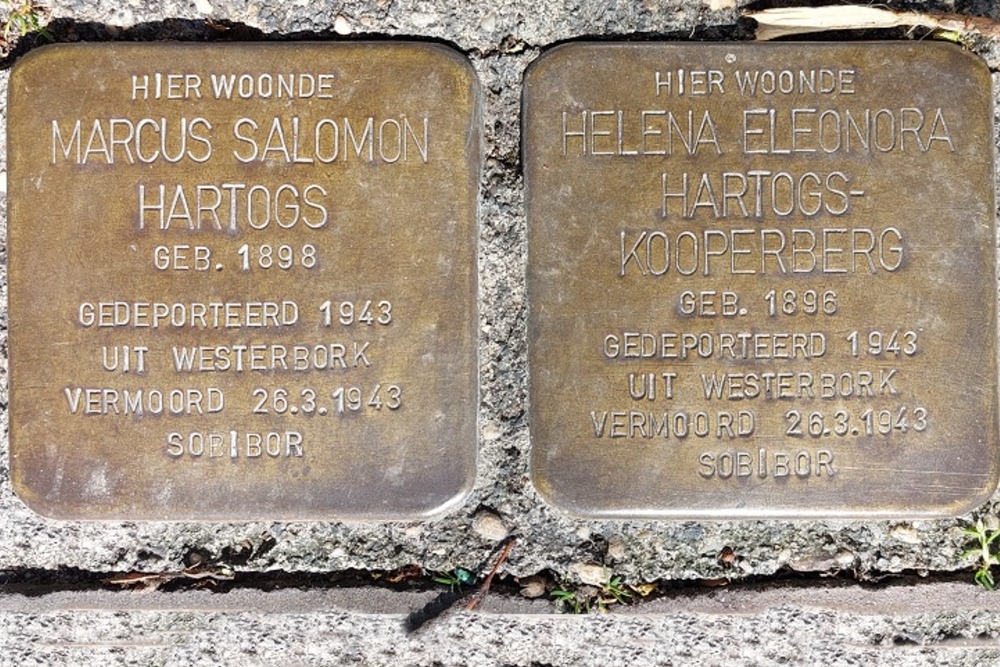 HIER WOONDE
MARCUS SALOMON
HARTOGS
GEB. 1898
GEDEPORTEERD 1943
UIT WESTERBORK
VERMOORD 26.3.1943
SOBIBOR
HIER WOONDE
HELENA ELEONORA
HARTOGS-
KOOPERBERG
GEB. 1896
GEDEPORTEERD 1943
UIT WESTERBORK
VERMOORD 26.3.1943
SOBIBOR